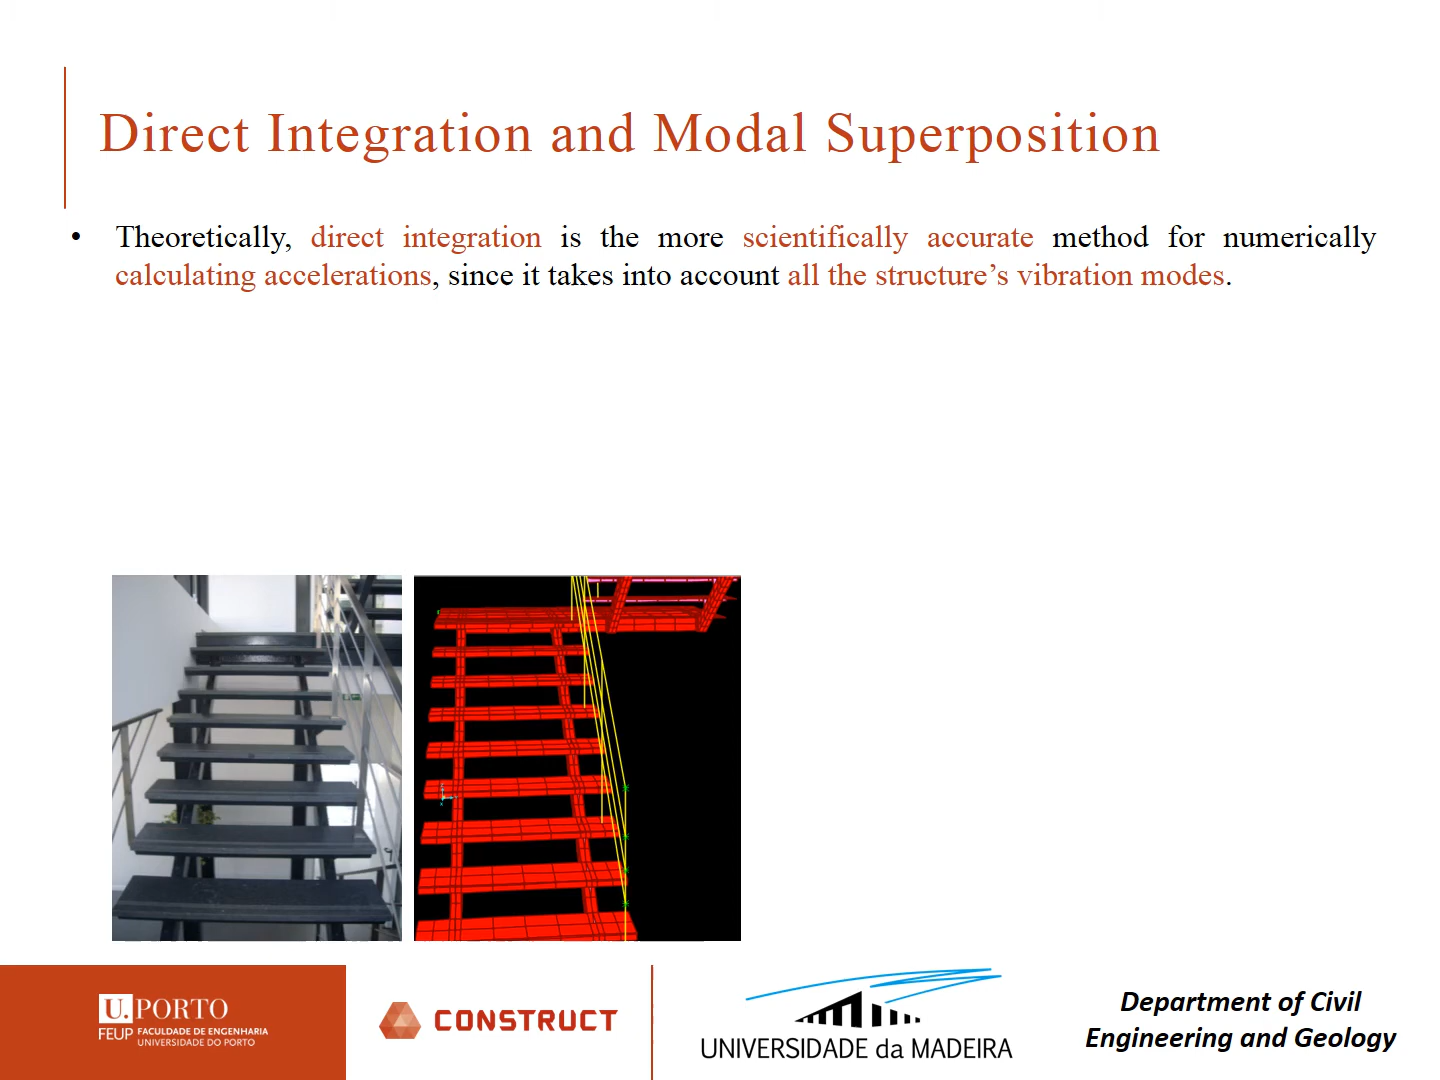 Direct Integration and Modal Superposition
• Theoretically, direct integration is the more scientifically accurate method for numerically
calculating accelerations, since it takes into account all the structure’s vibration modes.
U. PORTO
FEUP FACULDADE DE ENGENHARIA
UNIVERSIDADE DO PORTO
CONSTRUCT
UNIVERSIDADE da MADEIRA
Department of Civil
Engineering and Geology